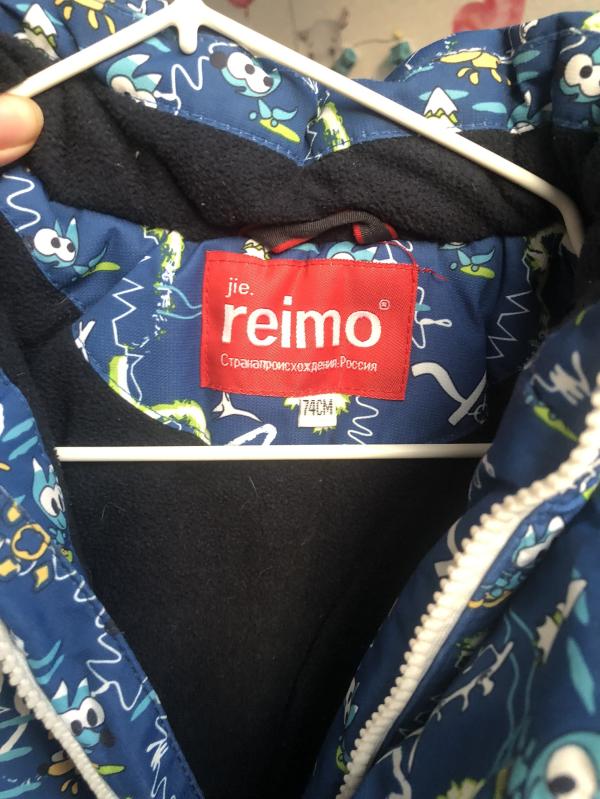 jie.
reimo®
Странапроисхождения:Россия
74CM